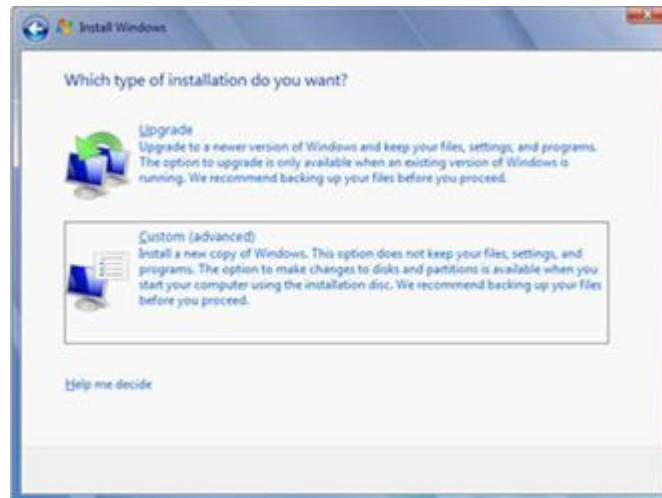 Install Windows
Which type of installation do you want?
Upgrade
Upgrade to a newer version of Windows and keep your files, settings, and programs.
The option to upgrade is only available when an existing version of Windows is
running. We recommend backing up your files before you proceed.
Custom (advanced)
Install a new copy of Windows. This option does not keep your files, settings, and
programs. The option to make changes to disks and partitions is available when you
start your computer using the installation disc. We recommend backing up your files
before you proceed.
Help me decide